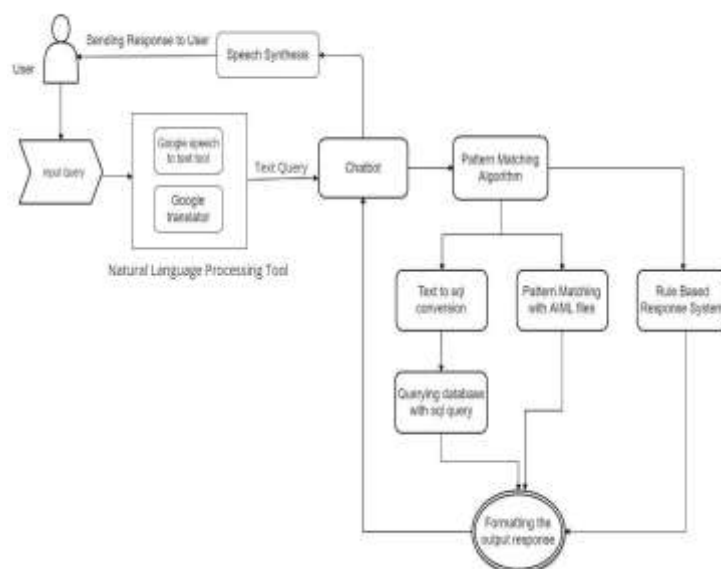 Sending Response to User
Speech Synthesis
User
Input Query
Google speech
to text tool
Google
translator
Natural Language Processing Tool
Text Query
Chatbot
Pattern Matching
Algorithm
Text to sql
conversion
Pattern Matching
with AIML files
Rule Based
Response System
Querying database
with sql query
Formatting the
output response